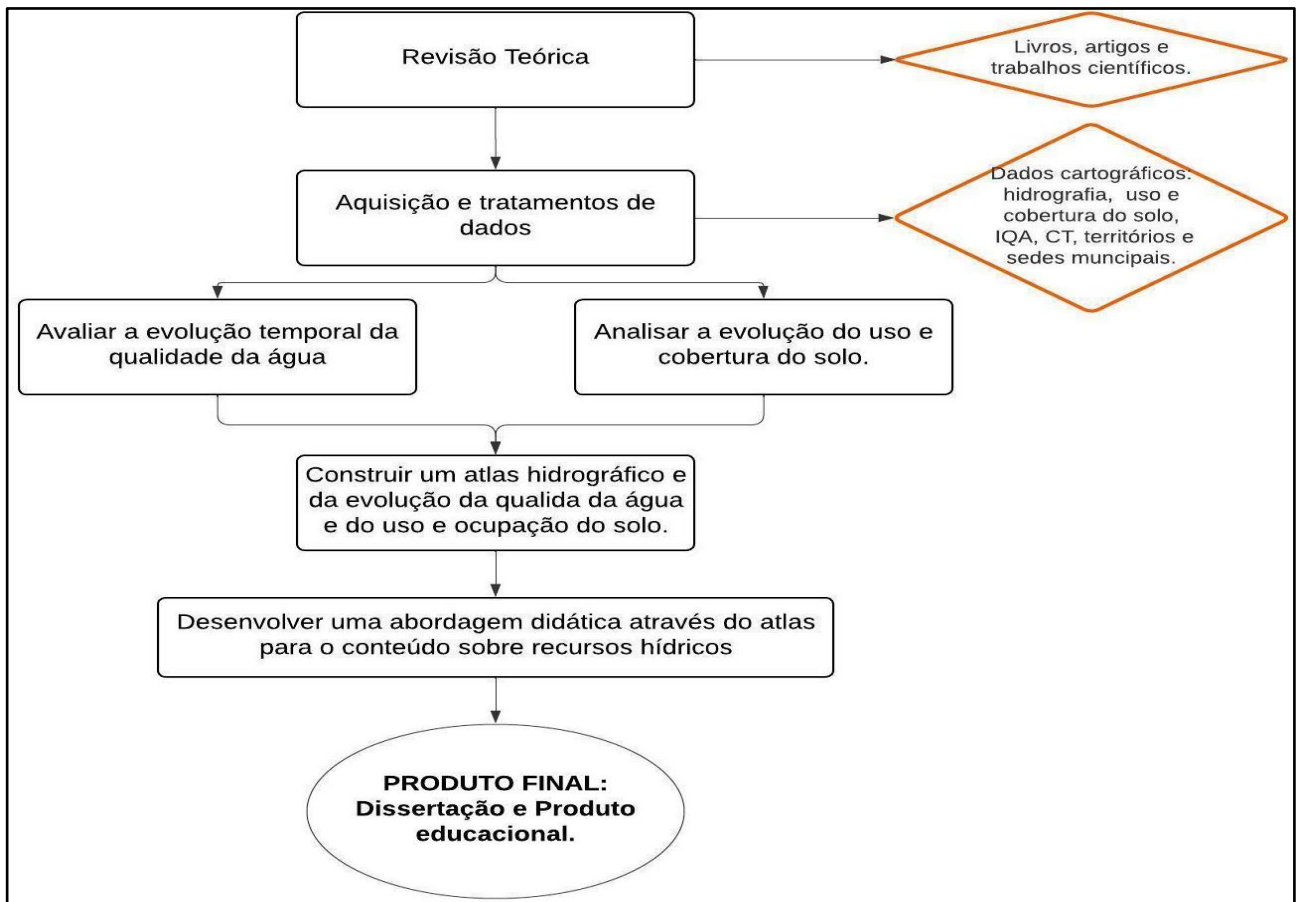 Revisão Teórica
Livros, artigos e
trabalhos científicos.
Aquisição e tratamentos de
dados
Dados cartográficos:
hidrografia, uso e
cobertura do solo,
IQA, CT, territórios e
sedes muncipais.
Avaliar a evolução temporal da
qualidade da água
Analisar a evolução do uso e
cobertura do solo.
Construir um atlas hidrográfico e
da evolução da qualida da água
e do uso e ocupação do solo.
Desenvolver uma abordagem didática através do atlas
para o conteúdo sobre recursos hídricos
PRODUTO FINAL:
Dissertação e Produto
educacional.